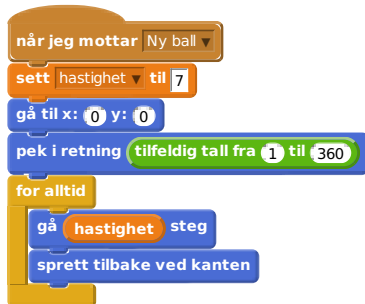 når jeg mottar Ny ball
sett hastighet til 7
gå til x: 0 y: 0
pek i retning tilfeldig tall fra 1 til 360
for alltid
gå hastighet steg
sprett tilbake ved kanten